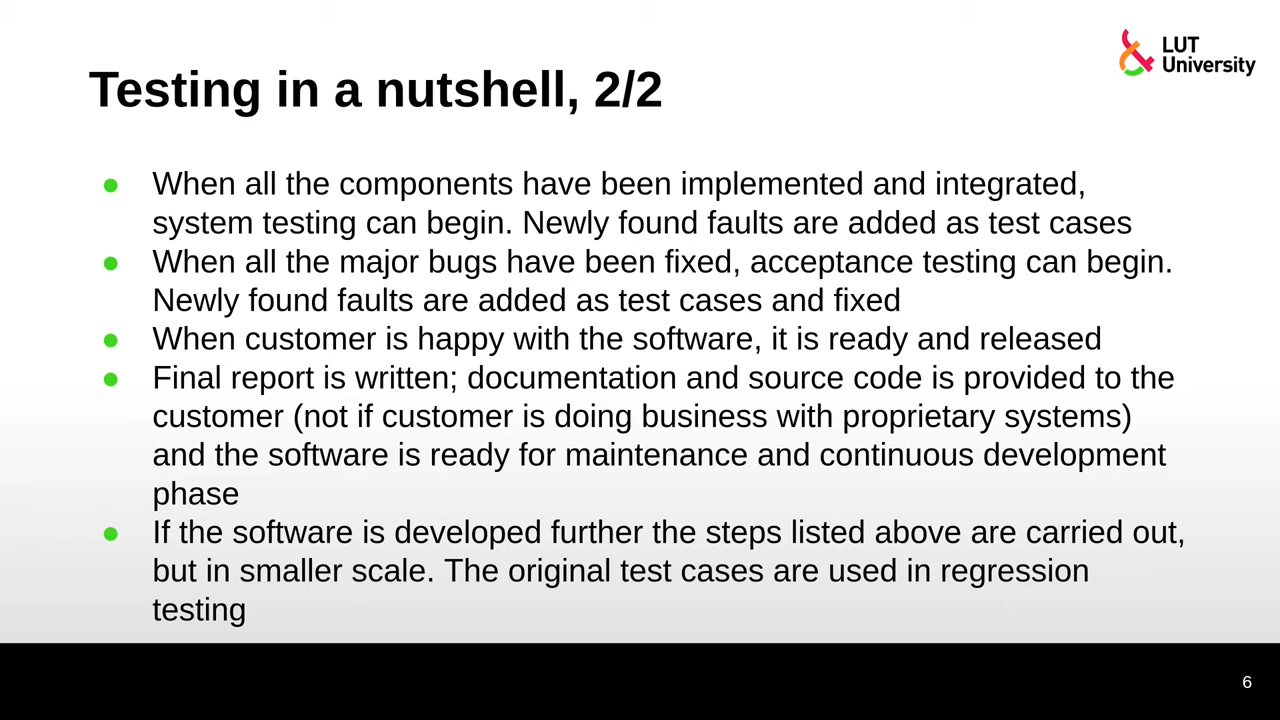 LUT
University
Testing in a nutshell, 2/2
● When all the components have been implemented and integrated,
system testing can begin. Newly found faults are added as test cases
● When all the major bugs have been fixed, acceptance testing can begin.
Newly found faults are added as test cases and fixed
● When customer is happy with the software, it is ready and released
● Final report is written; documentation and source code is provided to the
customer (not if customer is doing business with proprietary systems)
and the software is ready for maintenance and continuous development
phase
● If the software is developed further the steps listed above are carried out,
but in smaller scale. The original test cases are used in regression
testing
6